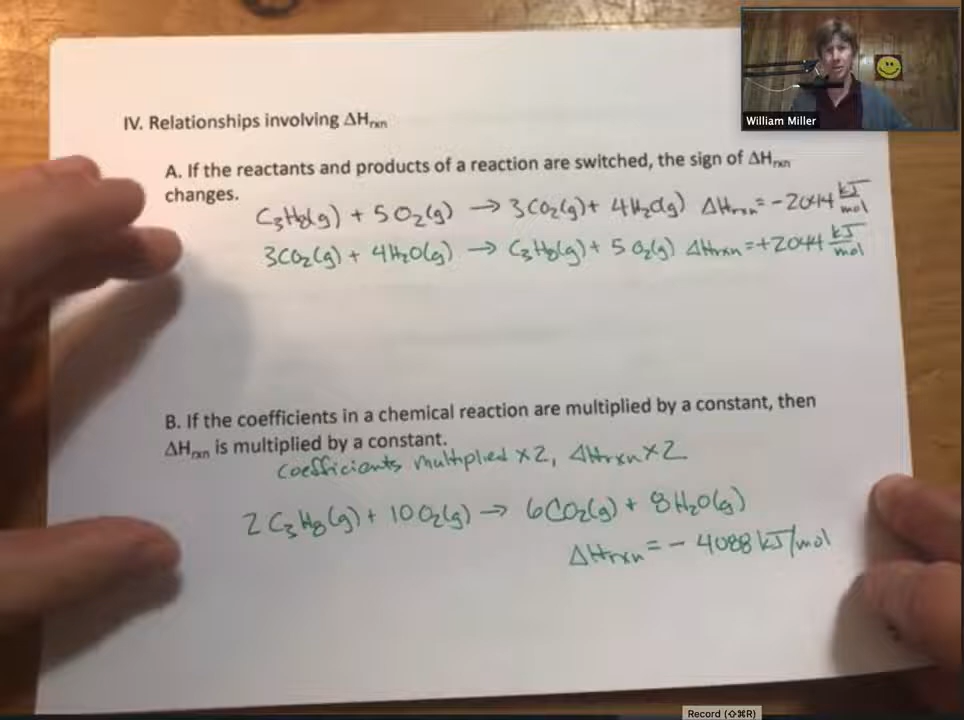 IV. Relationships involving ΔHrxn
A. If the reactants and products of a reaction are switched, the sign of ΔHrxn
changes.
C3H8(g) + 5O2(g) → 3CO2(g) + 4H2O(g) ΔHrxn = -2044 kJ/mol
3CO2(g) + 4H2O(g) → C3H8(g) + 5O2(g) ΔHrxn = +2044 kJ/mol
B. If the coefficients in a chemical reaction are multiplied by a constant, then
ΔHrxn is multiplied by a constant.
coefficients multiplied x2, ΔHrxn x2
2C3H8(g) + 10O2(g) → 6CO2(g) + 8H2O(g)
ΔHrxn = - 4088 kJ/mol
William Miller
Record (⇧⌘R)